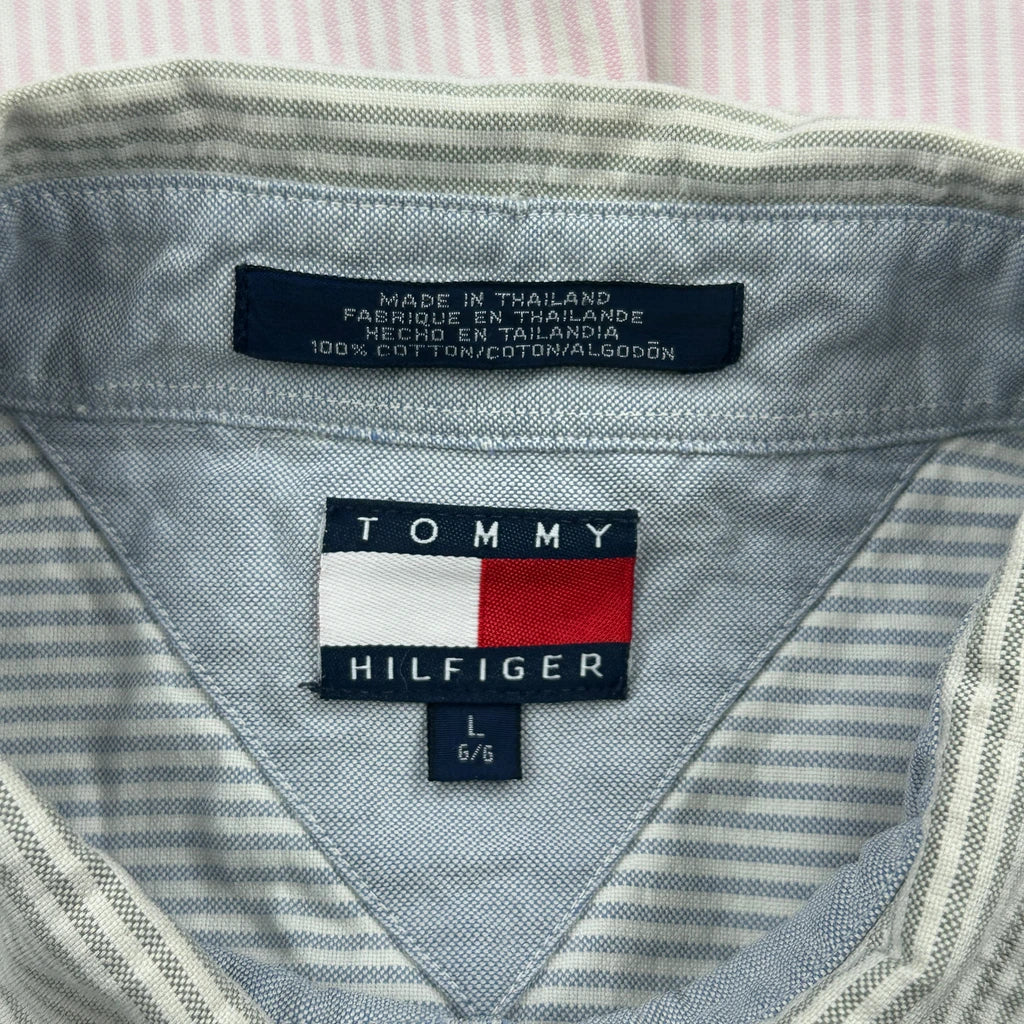 MADE IN THAILAND
FABRIQUE EN THAILANDE
HECHO EN TAILANDIA
100% COTTON/COTON/ALGODÕN
TOMMY
HILFIGER
L
G/G